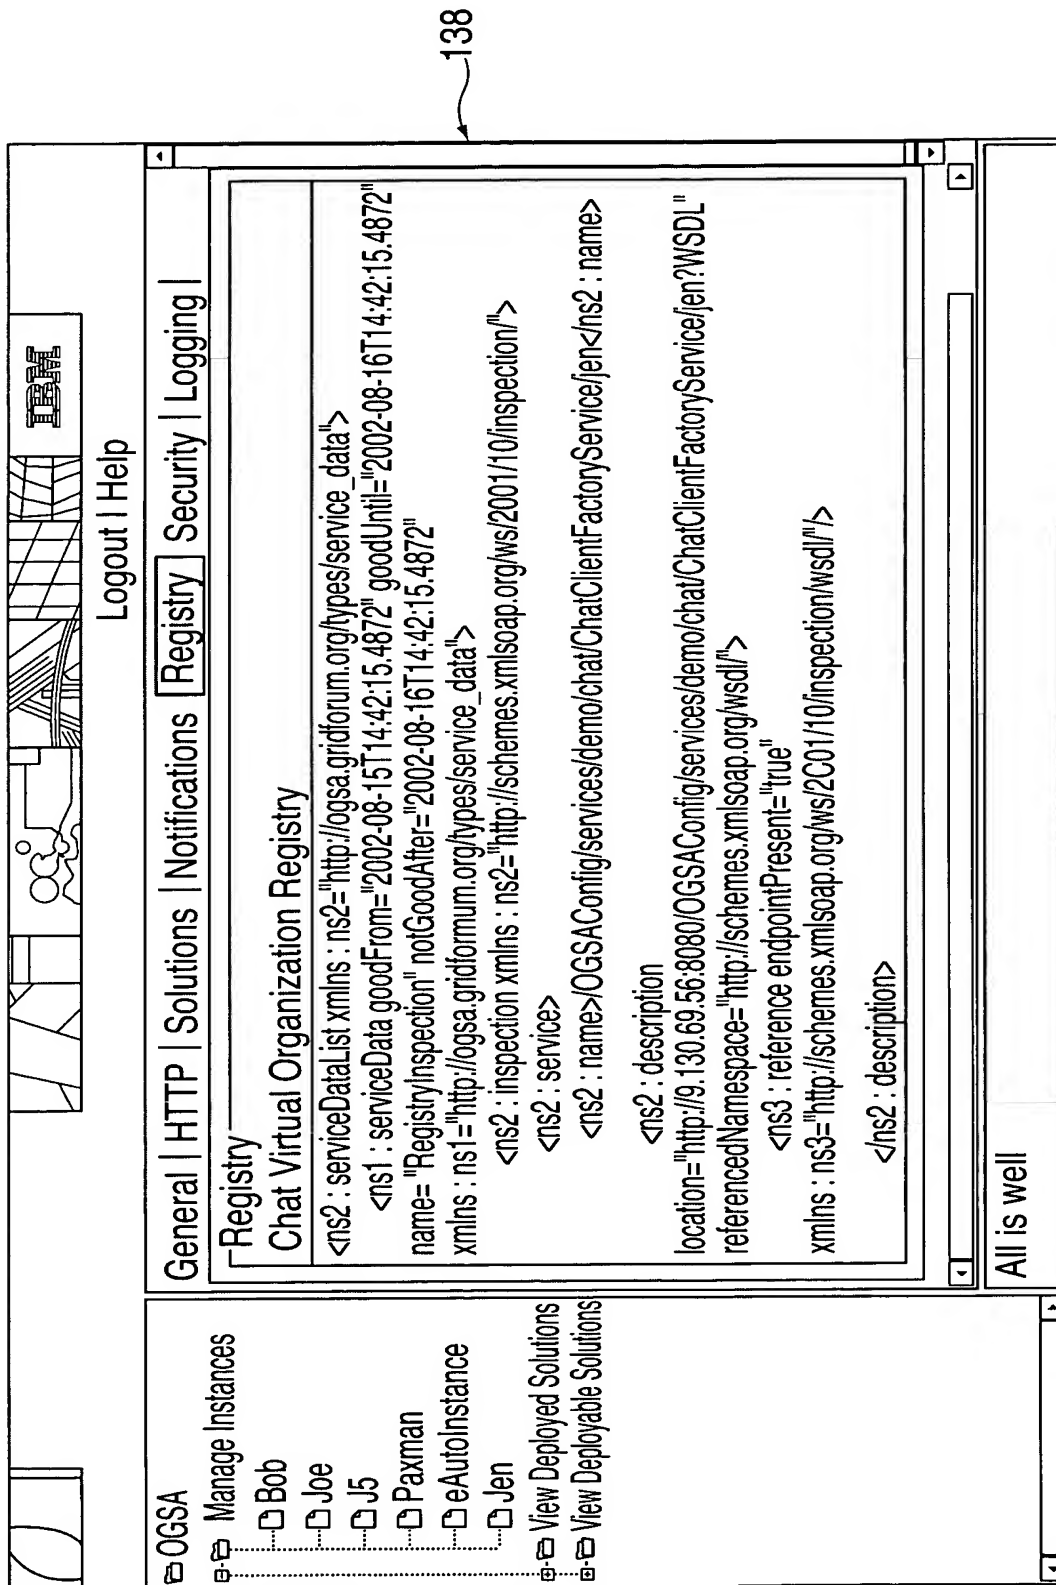 IBM
Logout | Help
OGSA
Manage Instances
Bob
Joe
J5
Paxman
eAutoInstance
Jen
View Deployed Solutions
View Deployable Solutions
General | HTTP | Solutions | Notifications | Registry | Security | Logging |
Registry
Chat Virtual Organization Registry
<ns2 : serviceDataList xmlns : ns2="http://ogsa.gridforum.org/types/service_data">
<ns1 : serviceData goodFrom="2002-08-15T14:42:15.4872" goodUntil="2002-08-16T14:42:15.4872"
name= "RegistryInspection" notGoodAfter="2002-08-16T14:42:15.4872"
xmlns : ns1="http://ogsa.gridformum.org/types/service_data">
<ns2 : inspection xmlns : ns2="http://schemes.xmlsoap.org/ws/2001/10/inspection/">
<ns2 : service>
<ns2 : name>/OGSAConfig/services/demo/chat/ChatClientFactoryService/jen</ns2 : name>
<ns2 : description
location="http://9.130.69.56:8080/OGSAConfig/services/demo/chat/ChatClientFactoryService/jen?WSDL"
referencedNamespace="http://schemes.xmlsoap.org/wsdl/">
<ns3 : reference endpointPresent="true"
xmlns : ns3="http://schemes.xmlsoap.org/ws/2C01/10/inspection/wsdl/"/>
</ns2 : description>
All is well
138